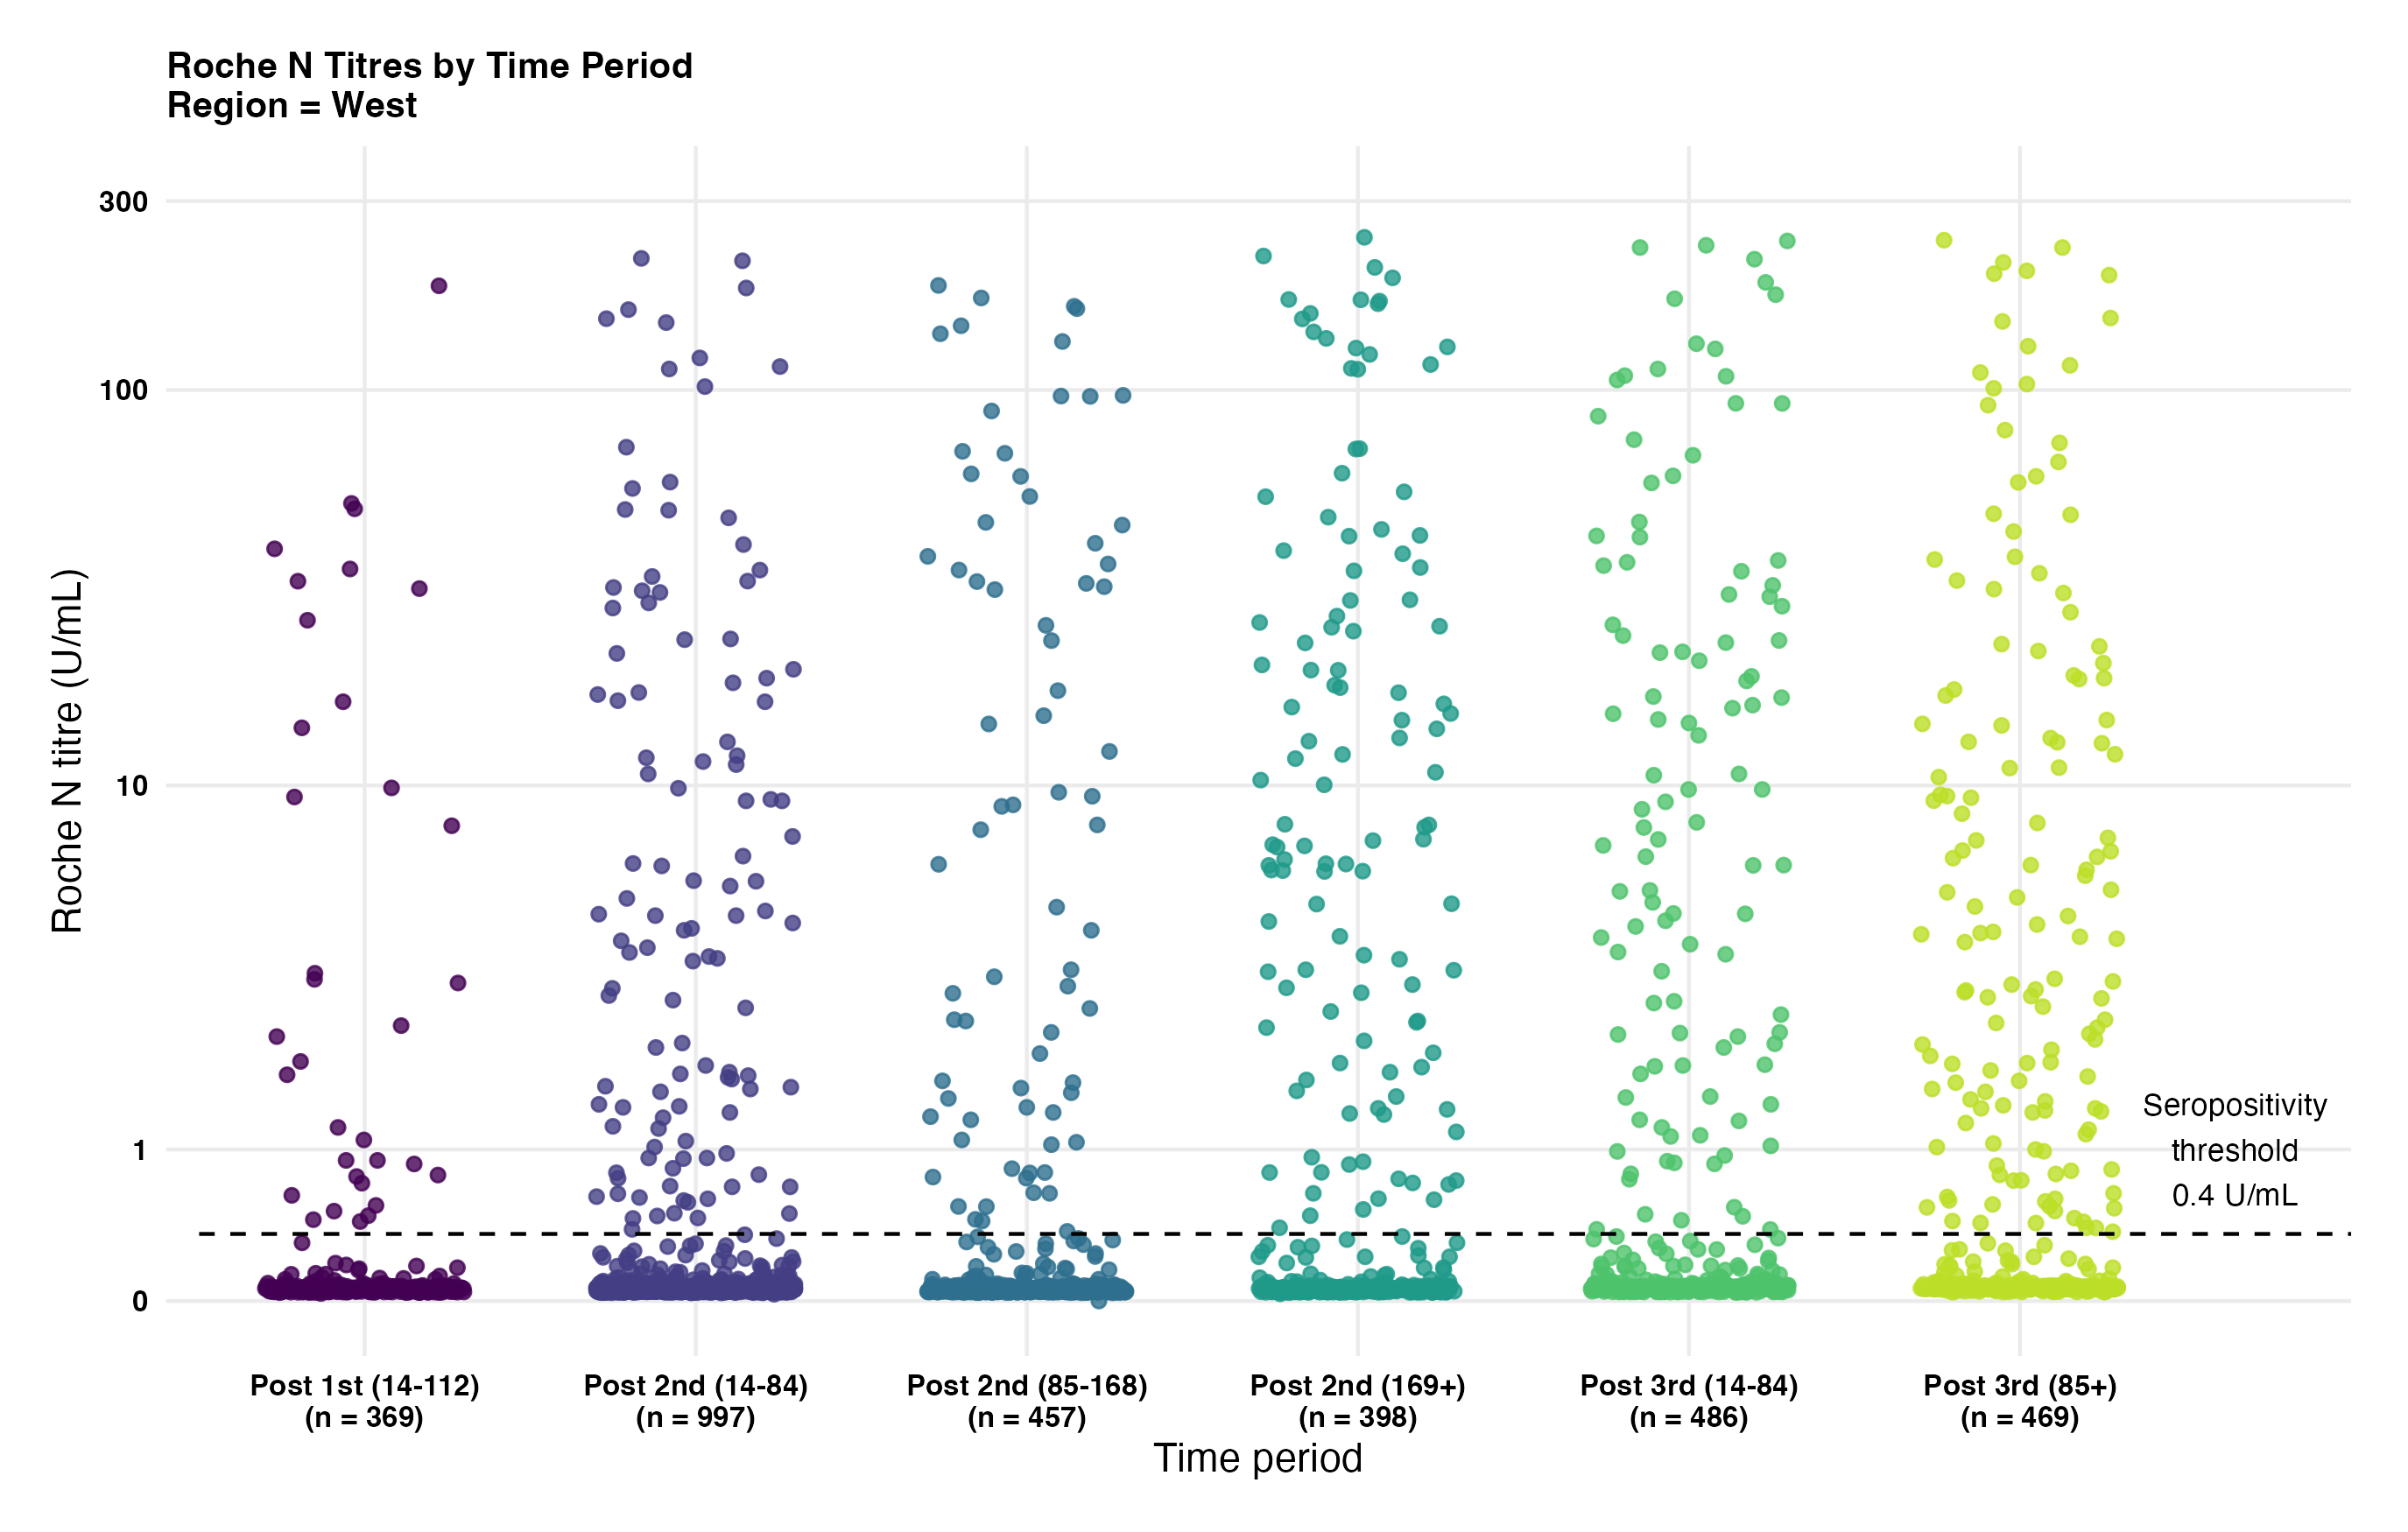 Roche N Titres by Time Period
Region = West
Roche N titre (U/mL)
300
100
10
1
0
Seropositivity
threshold
0.4 U/mL
Post 1st (14-112)
(n = 369)
Post 2nd (14-84)
(n = 997)
Post 2nd (85-168)
(n = 457)
Post 2nd (169+)
(n = 398)
Post 3rd (14-84)
(n = 486)
Post 3rd (85+)
(n = 469)
Time period